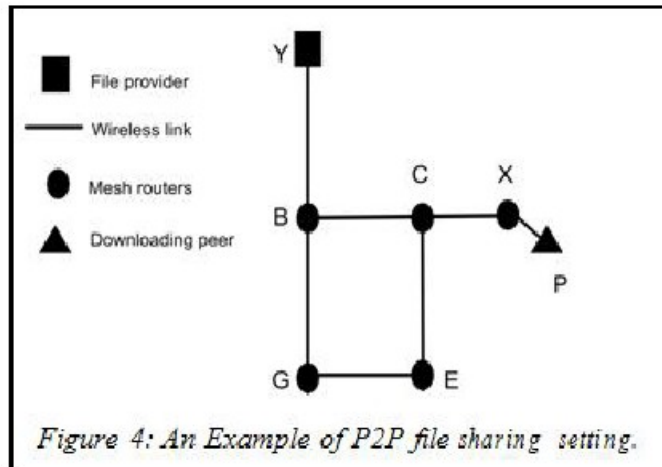 Y
File provider
Wireless link
C
X
Mesh routers
B
Downloading peer
P
G
E
Figure 4: An Example of P2P file sharing setting.